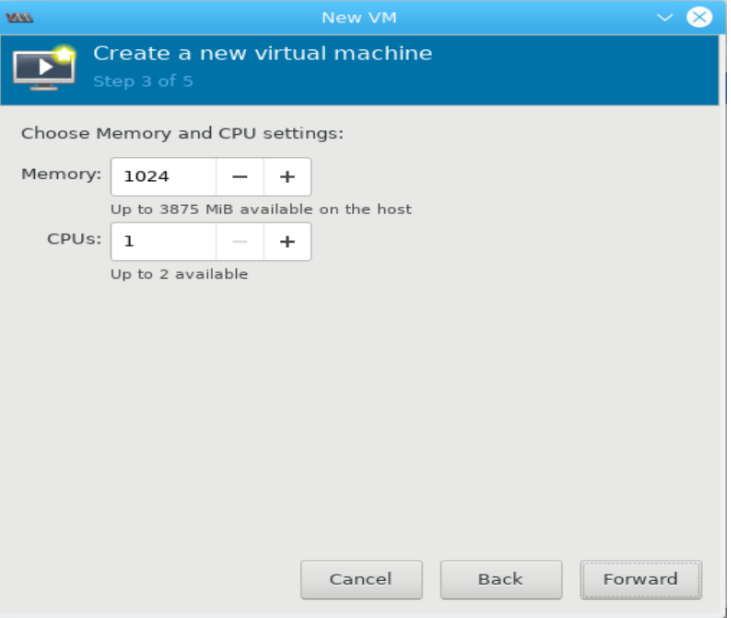 New VM
Create a new virtual machine
Step 3 of 5
Choose Memory and CPU settings:
Memory: 1024 − +
Up to 3875 MiB available on the host
CPUs: 1 − +
Up to 2 available
Cancel Back Forward